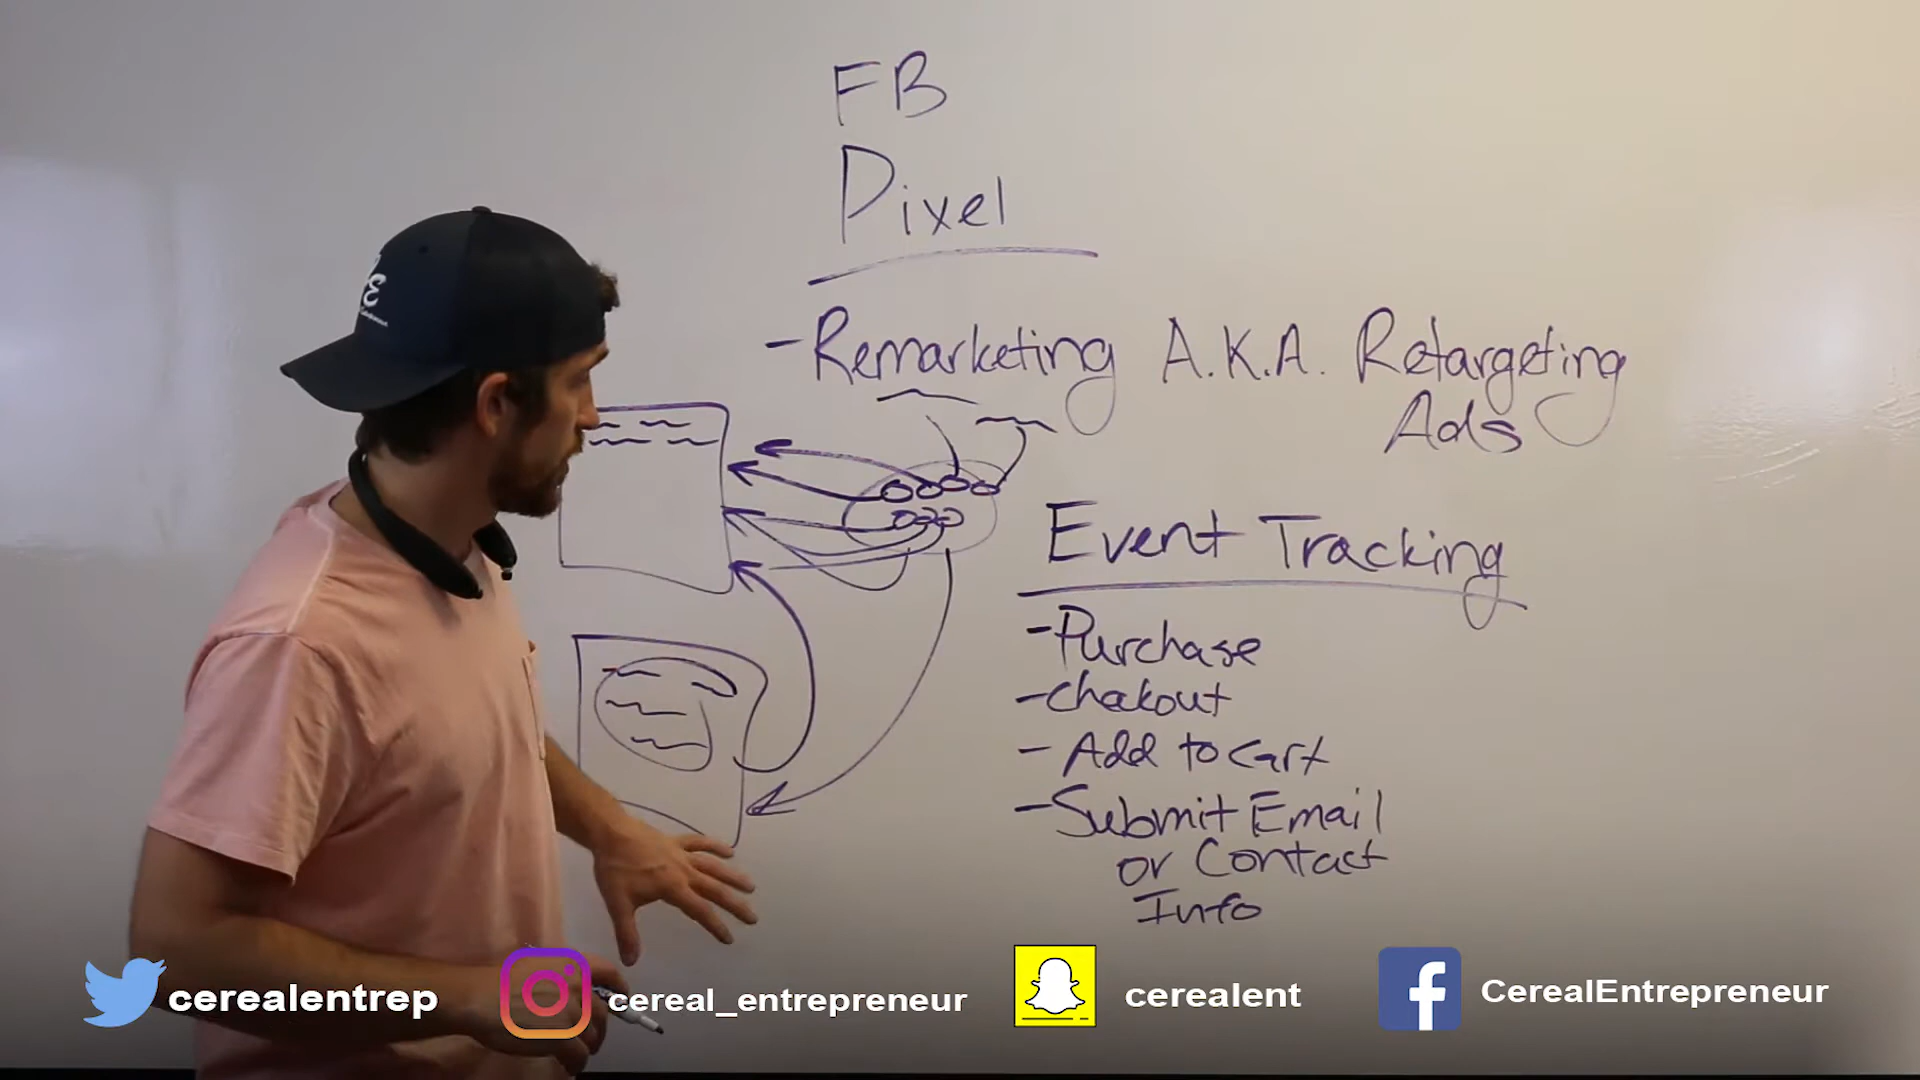 FB
Pixel
- Remarketing A.K.A. Retargeting
Ads
Event Tracking
- Purchase
- Chekout
- Add to Cart
- Submit Email
or Contact
Info
cerealentrep
cereal_entrepreneur
cerealent
CerealEntrepreneur